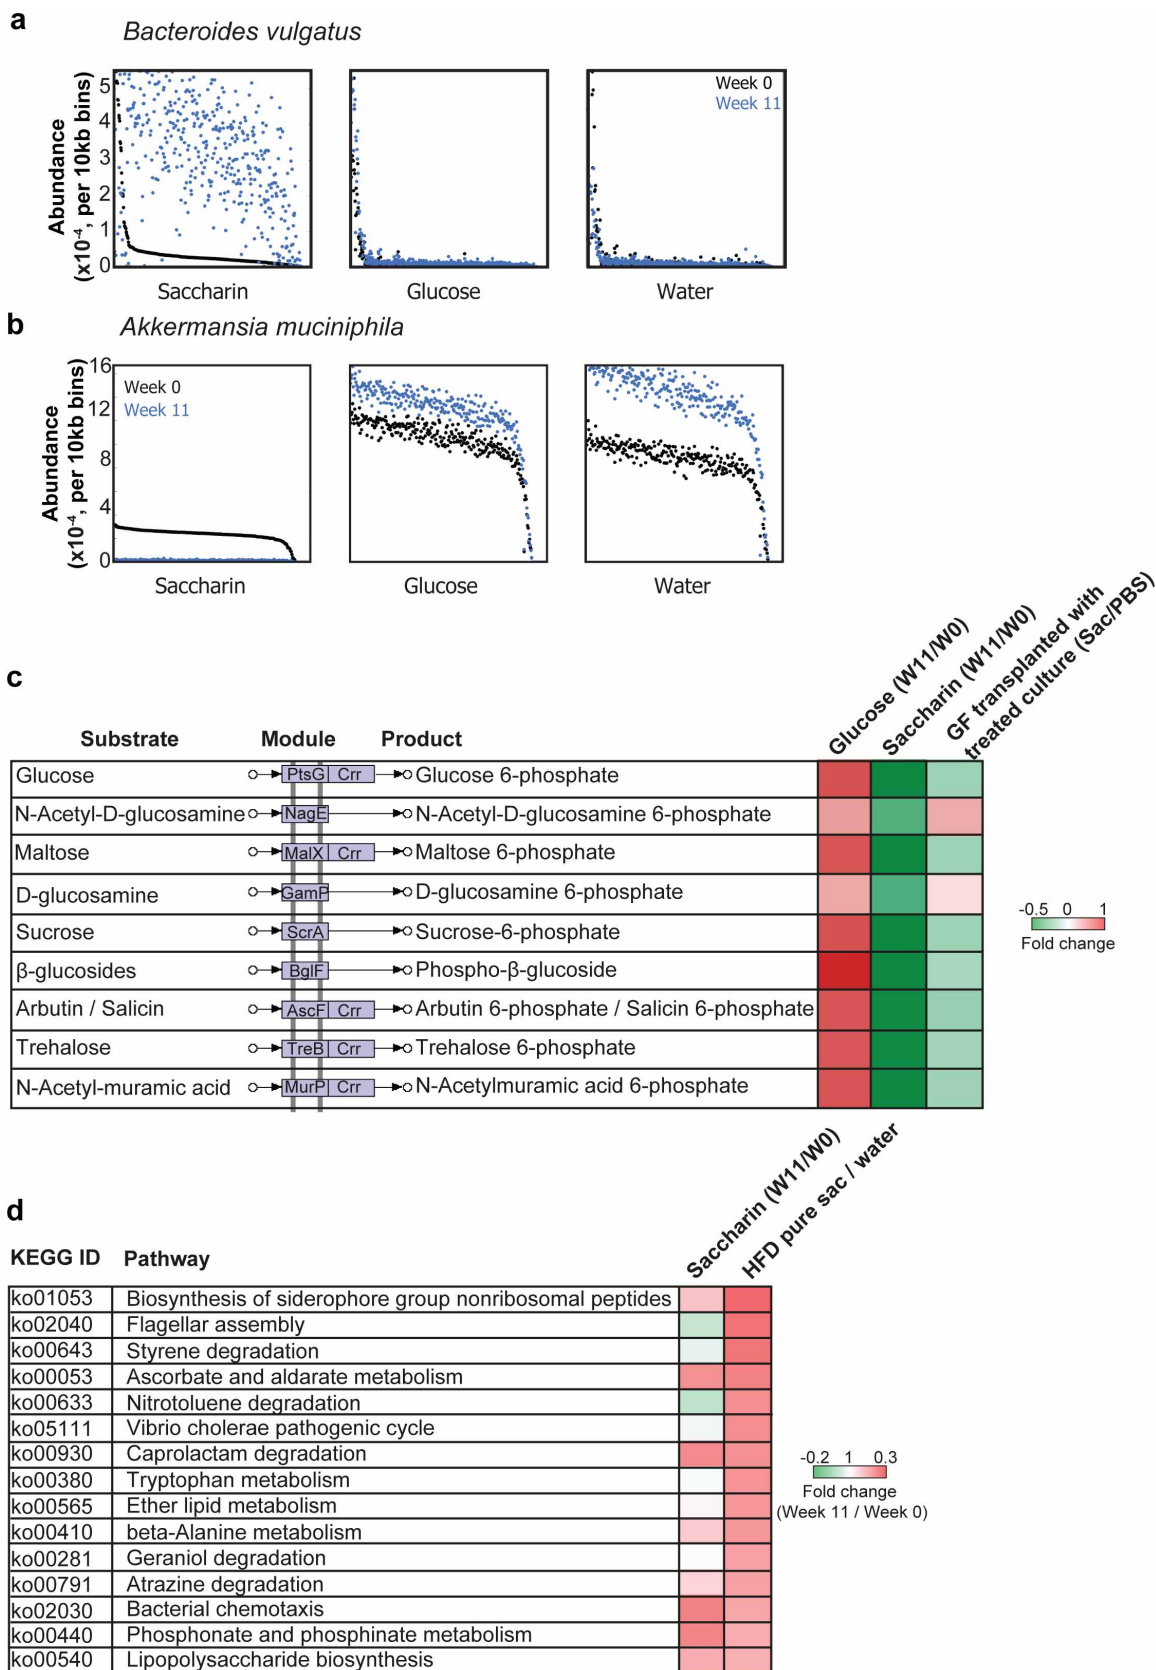 a
Bacteroides vulgatus
Abundance
(x10-4, per 10kb bins)
5
4
3
2
1
0
Week 0
Week 11
Saccharin
Glucose
Water
b
Akkermansia muciniphila
Abundance
(x10-4, per 10kb bins)
16
12
8
4
0
Week 0
Week 11
Saccharin
Glucose
Water
c
Glucose (W11/W0)
Saccharin (W11/W0)
GF transplanted with
treated culture (Sac/PBS)
Substrate Module Product
Glucose PtsG Crr Glucose 6-phosphate
N-Acetyl-D-glucosamine NagE N-Acetyl-D-glucosamine 6-phosphate
Maltose MalX Crr Maltose 6-phosphate
D-glucosamine GamP D-glucosamine 6-phosphate
Sucrose ScrA Sucrose-6-phosphate
β-glucosides BglF Phospho-β-glucoside
Arbutin / Salicin AscF Crr Arbutin 6-phosphate / Salicin 6-phosphate
Trehalose TreB Crr Trehalose 6-phosphate
N-Acetyl-muramic acid MurP Crr N-Acetylmuramic acid 6-phosphate
-0.5 0 1
Fold change
d
Saccharin (W11/W0)
HFD pure sac / water
KEGG ID Pathway
ko01053 Biosynthesis of siderophore group nonribosomal peptides
ko02040 Flagellar assembly
ko00643 Styrene degradation
ko00053 Ascorbate and aldarate metabolism
ko00633 Nitrotoluene degradation
ko05111 Vibrio cholerae pathogenic cycle
ko00930 Caprolactam degradation
ko00380 Tryptophan metabolism
ko00565 Ether lipid metabolism
ko00410 beta-Alanine metabolism
ko00281 Geraniol degradation
ko00791 Atrazine degradation
ko02030 Bacterial chemotaxis
ko00440 Phosphonate and phosphinate metabolism
ko00540 Lipopolysaccharide biosynthesis
-0.2 1 0.3
Fold change
(Week 11 / Week 0)